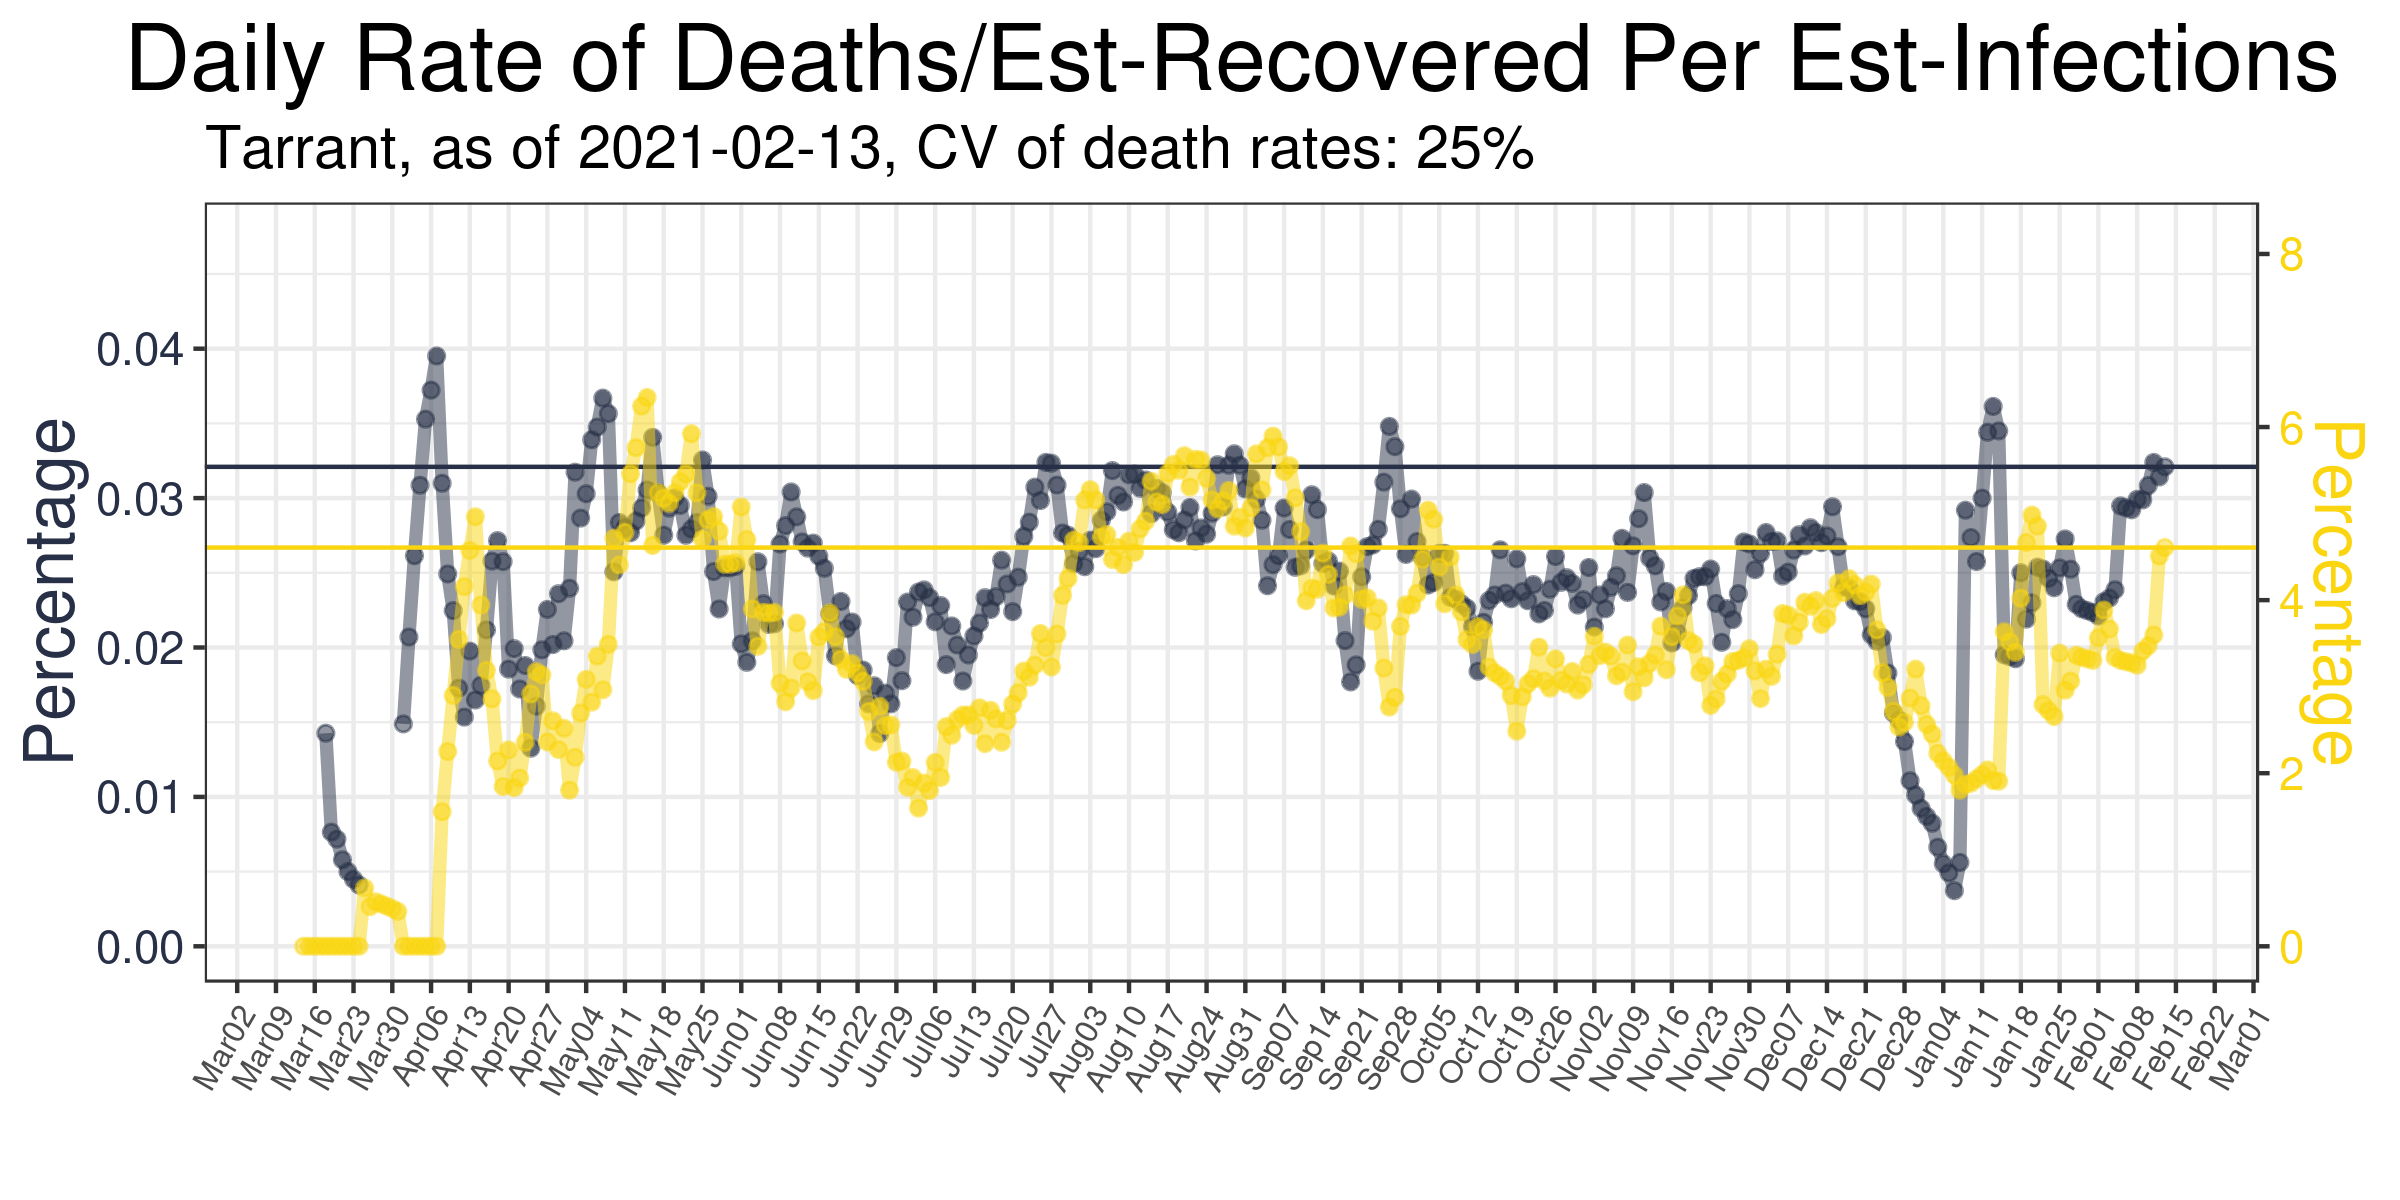 Daily Rate of Deaths/Est-Recovered Per Est-Infections
Tarrant, as of 2021-02-13, CV of death rates: 25%
Percentage
0.04
0.03
0.02
0.01
0.00
8
6
4
2
0
Percentage
Mar02 Mar09 Mar16 Mar23 Mar30 Apr06 Apr13 Apr20 Apr27 May04 May11 May18 May25 Jun01 Jun08 Jun15 Jun22 Jun29 Jul06 Jul13 Jul20 Jul27 Aug03 Aug10 Aug17 Aug24 Aug31 Sep07 Sep14 Sep21 Sep28 Oct05 Oct12 Oct19 Oct26 Nov02 Nov09 Nov16 Nov23 Nov30 Dec07 Dec14 Dec21 Dec28 Jan04 Jan11 Jan18 Jan25 Feb01 Feb08 Feb15 Feb22 Mar01